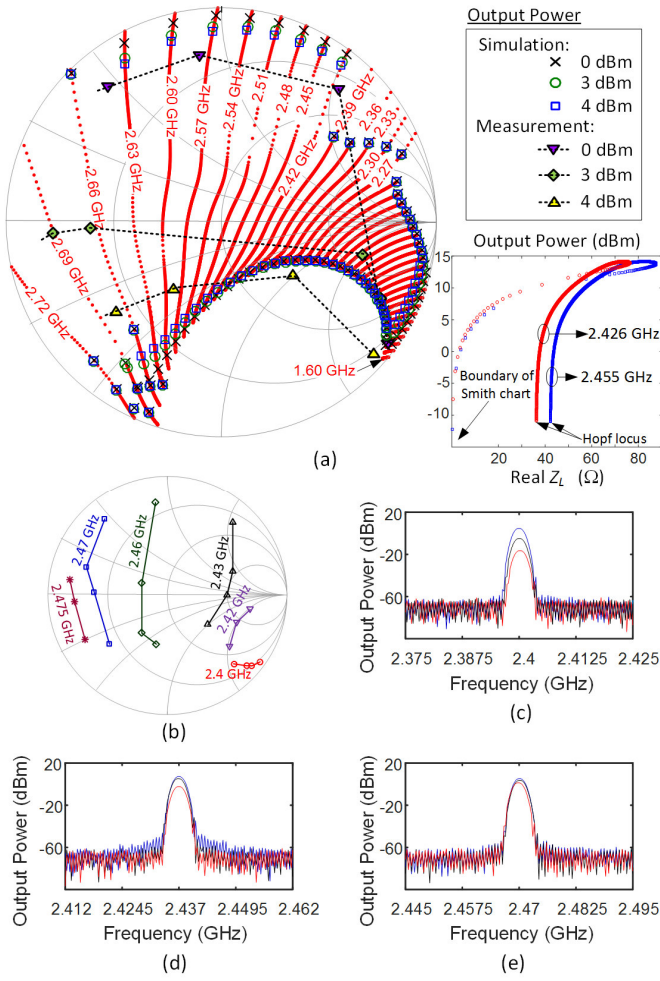 Output Power
Simulation:
0 dBm
3 dBm
4 dBm
Measurement:
0 dBm
3 dBm
4 dBm
2.72 GHz
2.69 GHz
2.66 GHz
2.63 GHz
2.60 GHz
2.57 GHz
2.54 GHz
2.51
2.48
2.45
2.42 GHz
2.39 GHz
2.36
2.33
2.30
2.27
1.60 GHz
Output Power (dBm)
15
10
5
0
-5
-10
2.426 GHz
2.455 GHz
Boundary of
Smith chart
Hopf locus
0 20 40 60 80
Real Z_L (Ω)
(a)
2.475 GHz
2.47 GHz
2.46 GHz
2.43 GHz
2.42 GHz
2.4 GHz
(b)
Output Power (dBm)
20
-20
-60
2.375 2.3875 2.4 2.4125 2.425
Frequency (GHz)
(c)
Output Power (dBm)
20
-20
-60
2.412 2.4245 2.437 2.4495 2.462
Frequency (GHz)
(d)
Output Power (dBm)
20
-20
-60
2.445 2.4575 2.47 2.4825 2.495
Frequency (GHz)
(e)